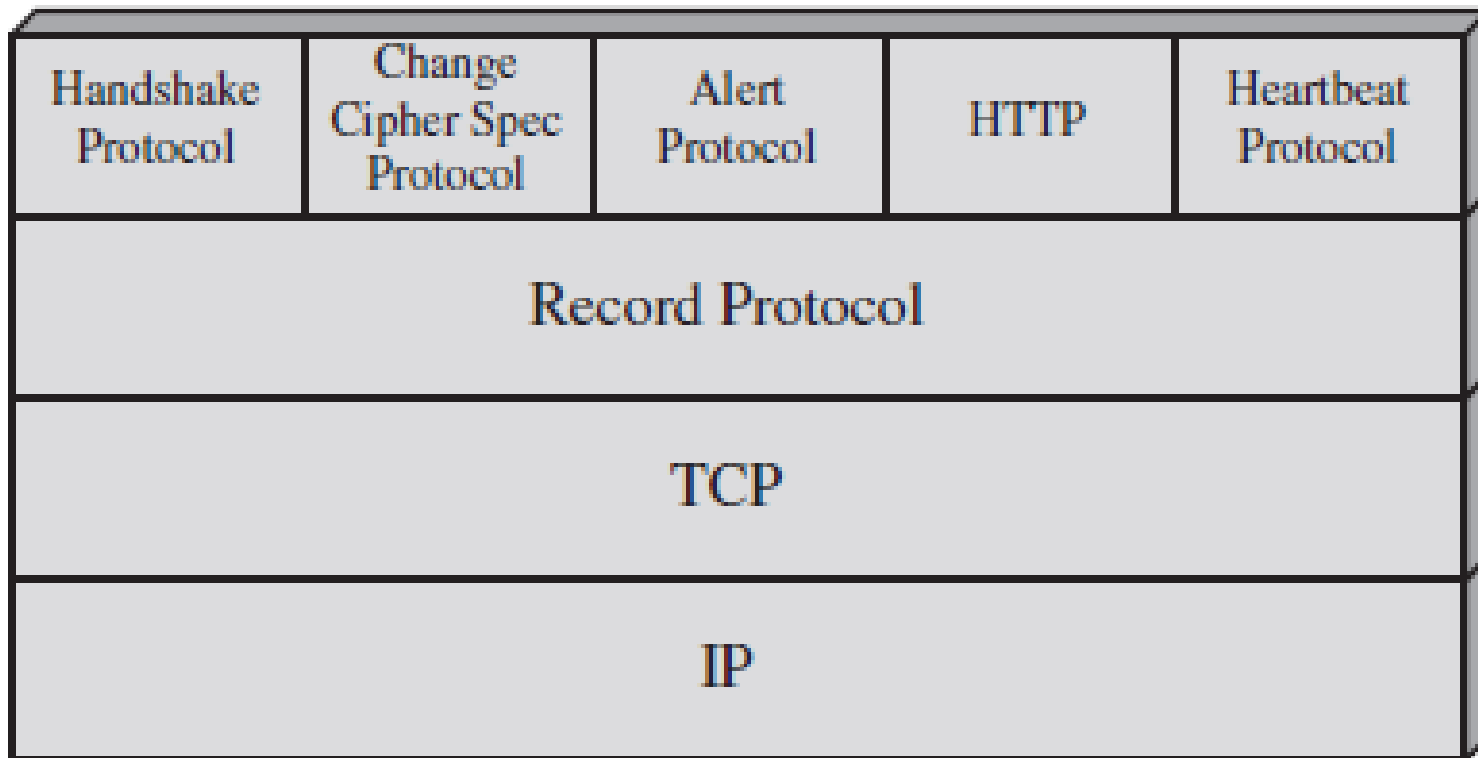 Handshake
Protocol
Change
Cipher Spec
Protocol
Alert
Protocol
HTTP
Heartbeat
Protocol
Record Protocol
TCP
IP